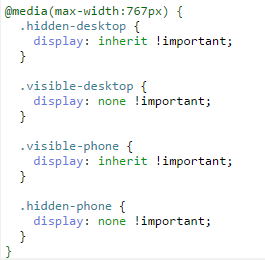 @media(max-width:767px) {
  .hidden-desktop {
    display: inherit !important;
  }

  .visible-desktop {
    display: none !important;
  }

  .visible-phone {
    display: inherit !important;
  }

  .hidden-phone {
    display: none !important;
  }
}